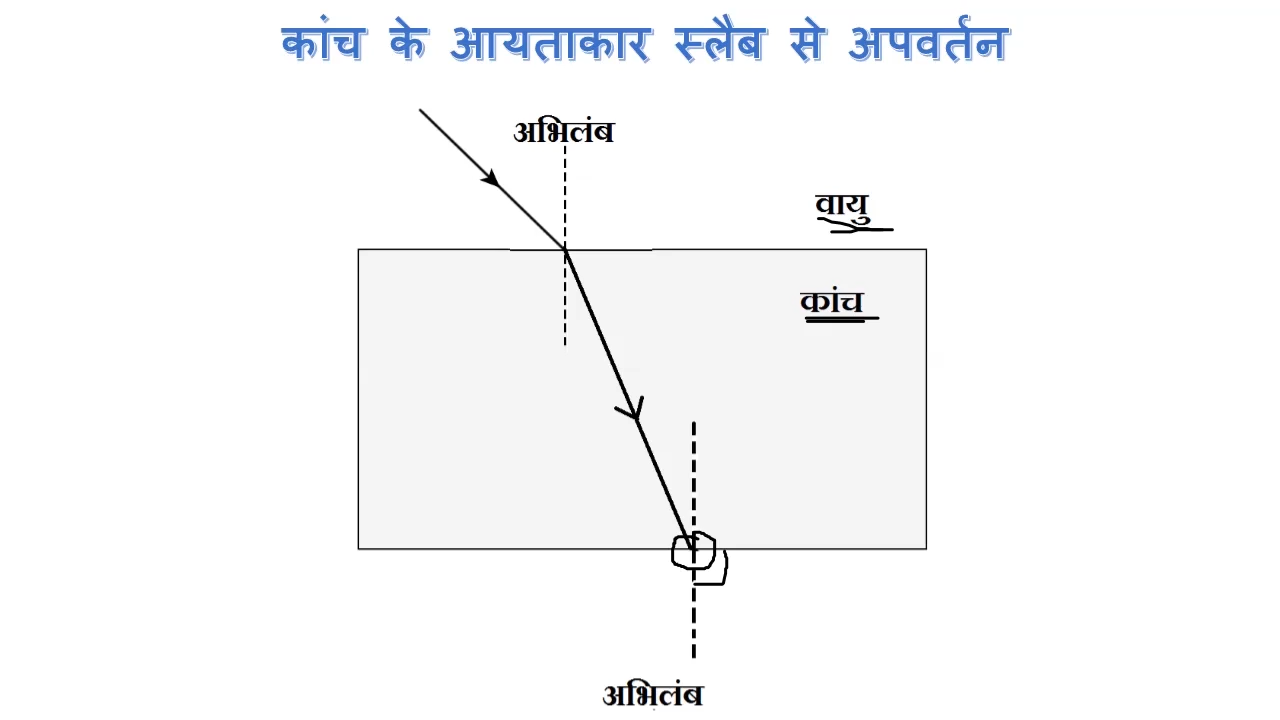 कांच के आयताकार स्लैब से अपवर्तन
अभिलंब
वायु
कांच
अभिलंब